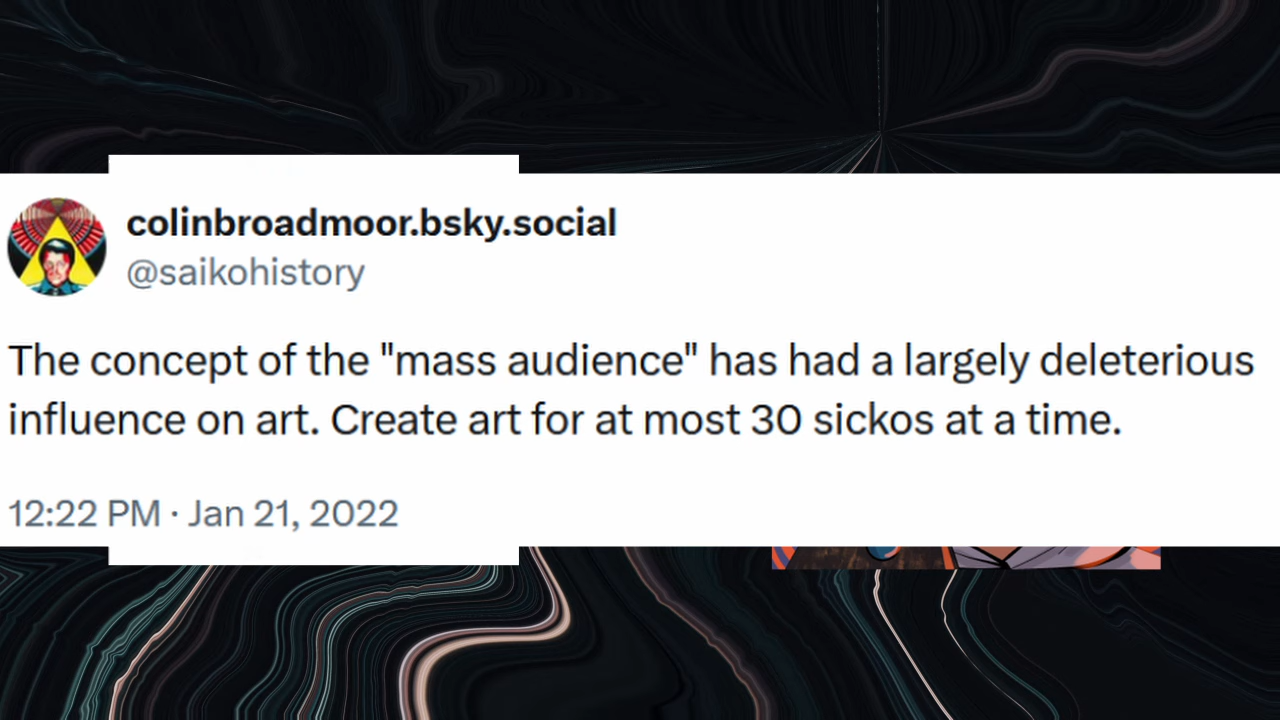 colinbroadmoor.bsky.social
@saikohistory
The concept of the "mass audience" has had a largely deleterious
influence on art. Create art for at most 30 sickos at a time.
12:22 PM · Jan 21, 2022